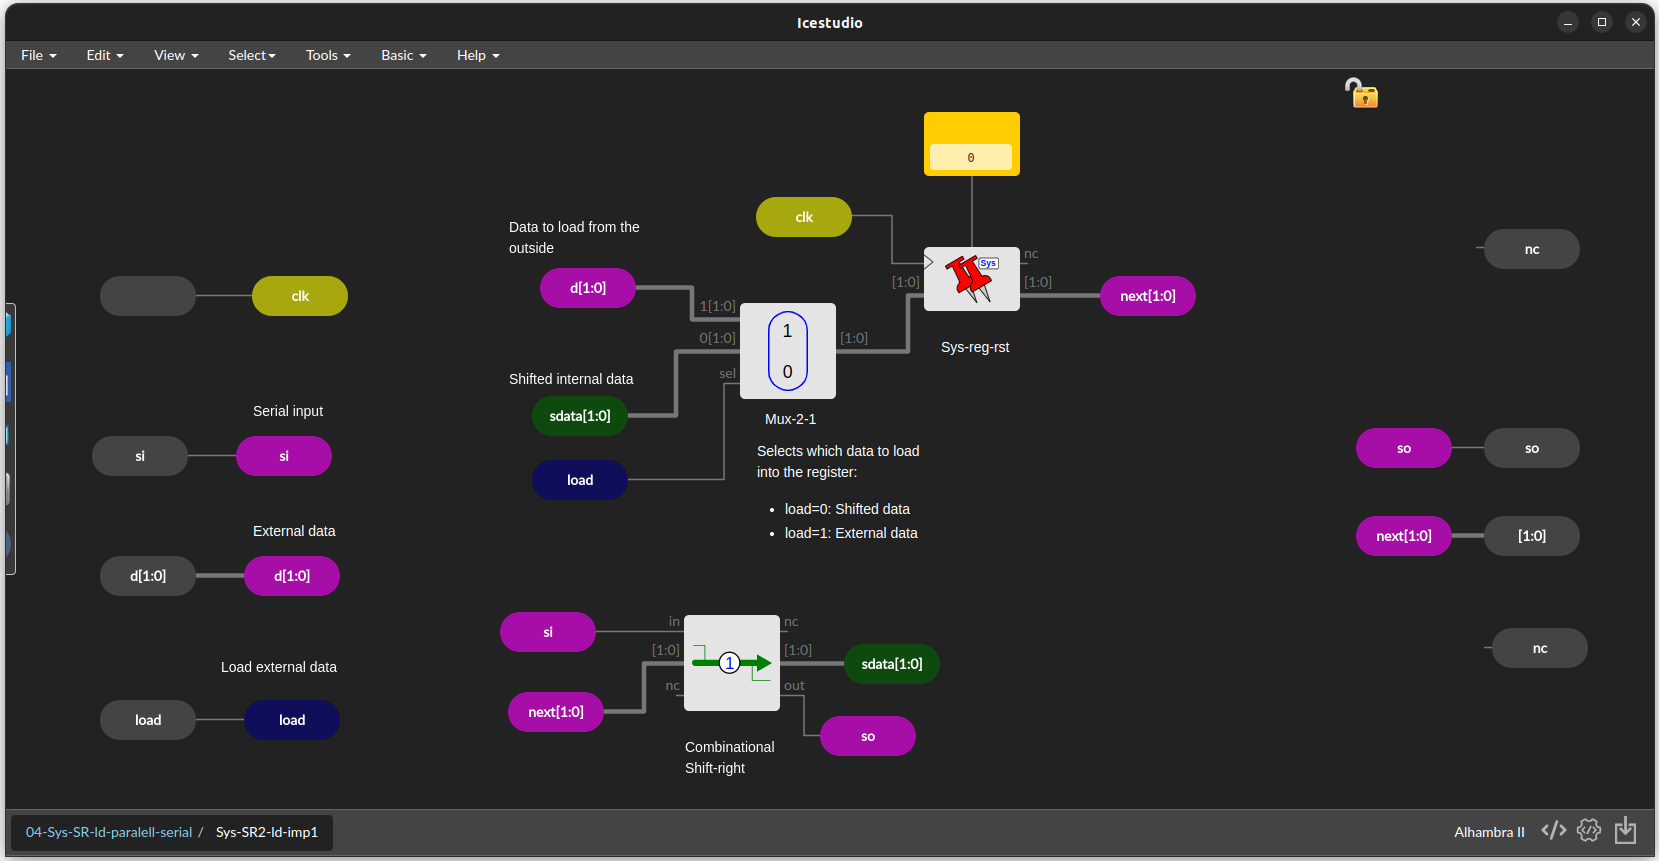 Icestudio
File Edit View Select Tools Basic Help
0
clk
Data to load from the
outside
d[1:0]
1[1:0]
0[1:0]
sel
Shifted internal data
sdata[1:0]
load
1
0
[1:0]
Mux-2-1
Selects which data to load
into the register:
• load=0: Shifted data
• load=1: External data
[1:0]
Sys
nc
[1:0]
next[1:0]
Sys-reg-rst
clk
Serial input
si
si
External data
d[1:0]
d[1:0]
Load external data
load
load
si
next[1:0]
in
[1:0]
nc
1
nc
[1:0]
out
sdata[1:0]
so
Combinational
Shift-right
nc
so
so
next[1:0]
[1:0]
nc
04-Sys-SR-ld-paralell-serial / Sys-SR2-ld-imp1
Alhambra II